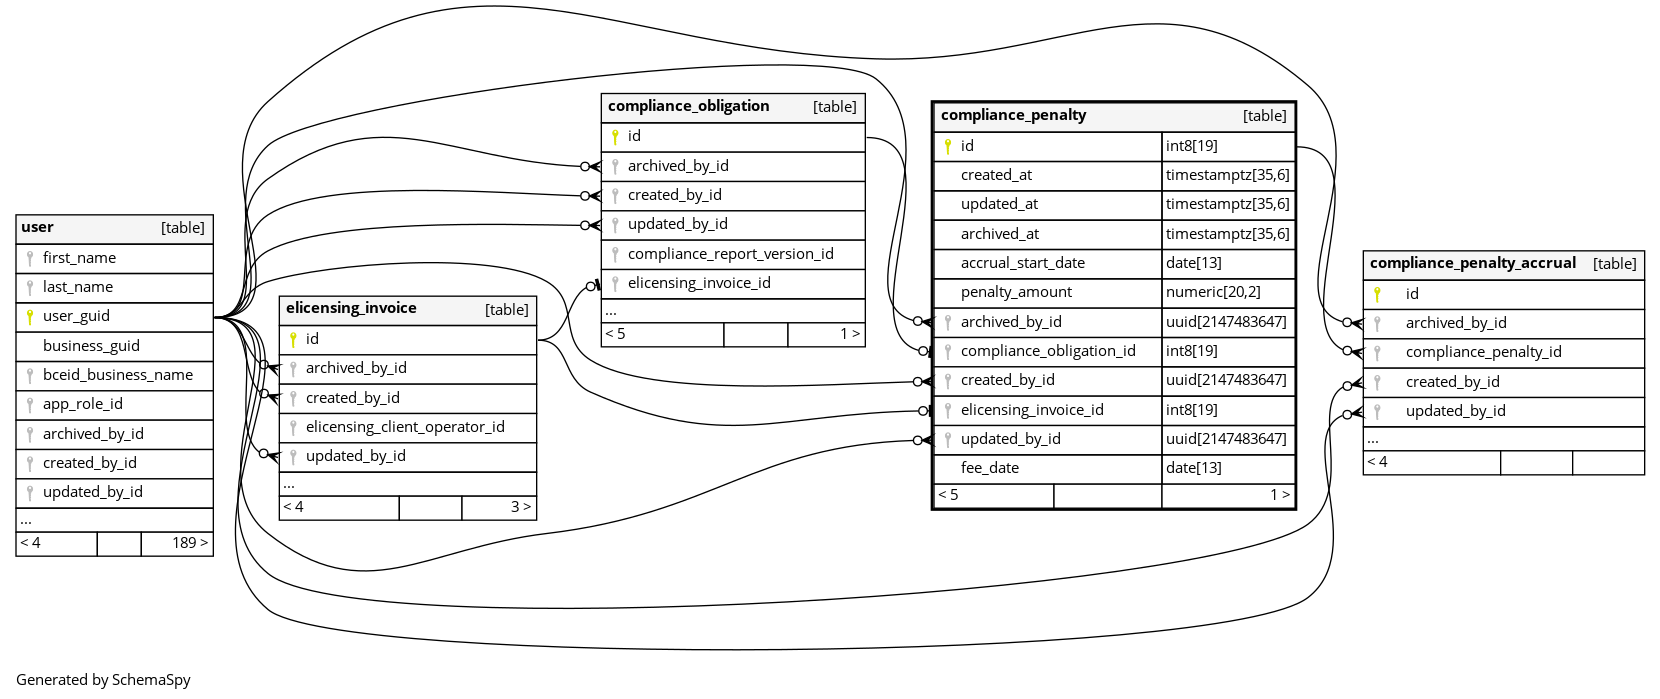 user [table]
first_name
last_name
user_guid
business_guid
bceid_business_name
app_role_id
archived_by_id
created_by_id
updated_by_id
...
< 4 189 >
elicensing_invoice [table]
id
archived_by_id
created_by_id
elicensing_client_operator_id
updated_by_id
...
< 4 3 >
compliance_obligation [table]
id
archived_by_id
created_by_id
updated_by_id
compliance_report_version_id
elicensing_invoice_id
...
< 5 1 >
compliance_penalty [table]
id int8[19]
created_at timestamptz[35,6]
updated_at timestamptz[35,6]
archived_at timestamptz[35,6]
accrual_start_date date[13]
penalty_amount numeric[20,2]
archived_by_id uuid[2147483647]
compliance_obligation_id int8[19]
created_by_id uuid[2147483647]
elicensing_invoice_id int8[19]
updated_by_id uuid[2147483647]
fee_date date[13]
< 5 1 >
compliance_penalty_accrual [table]
id
archived_by_id
compliance_penalty_id
created_by_id
updated_by_id
...
< 4
Generated by SchemaSpy